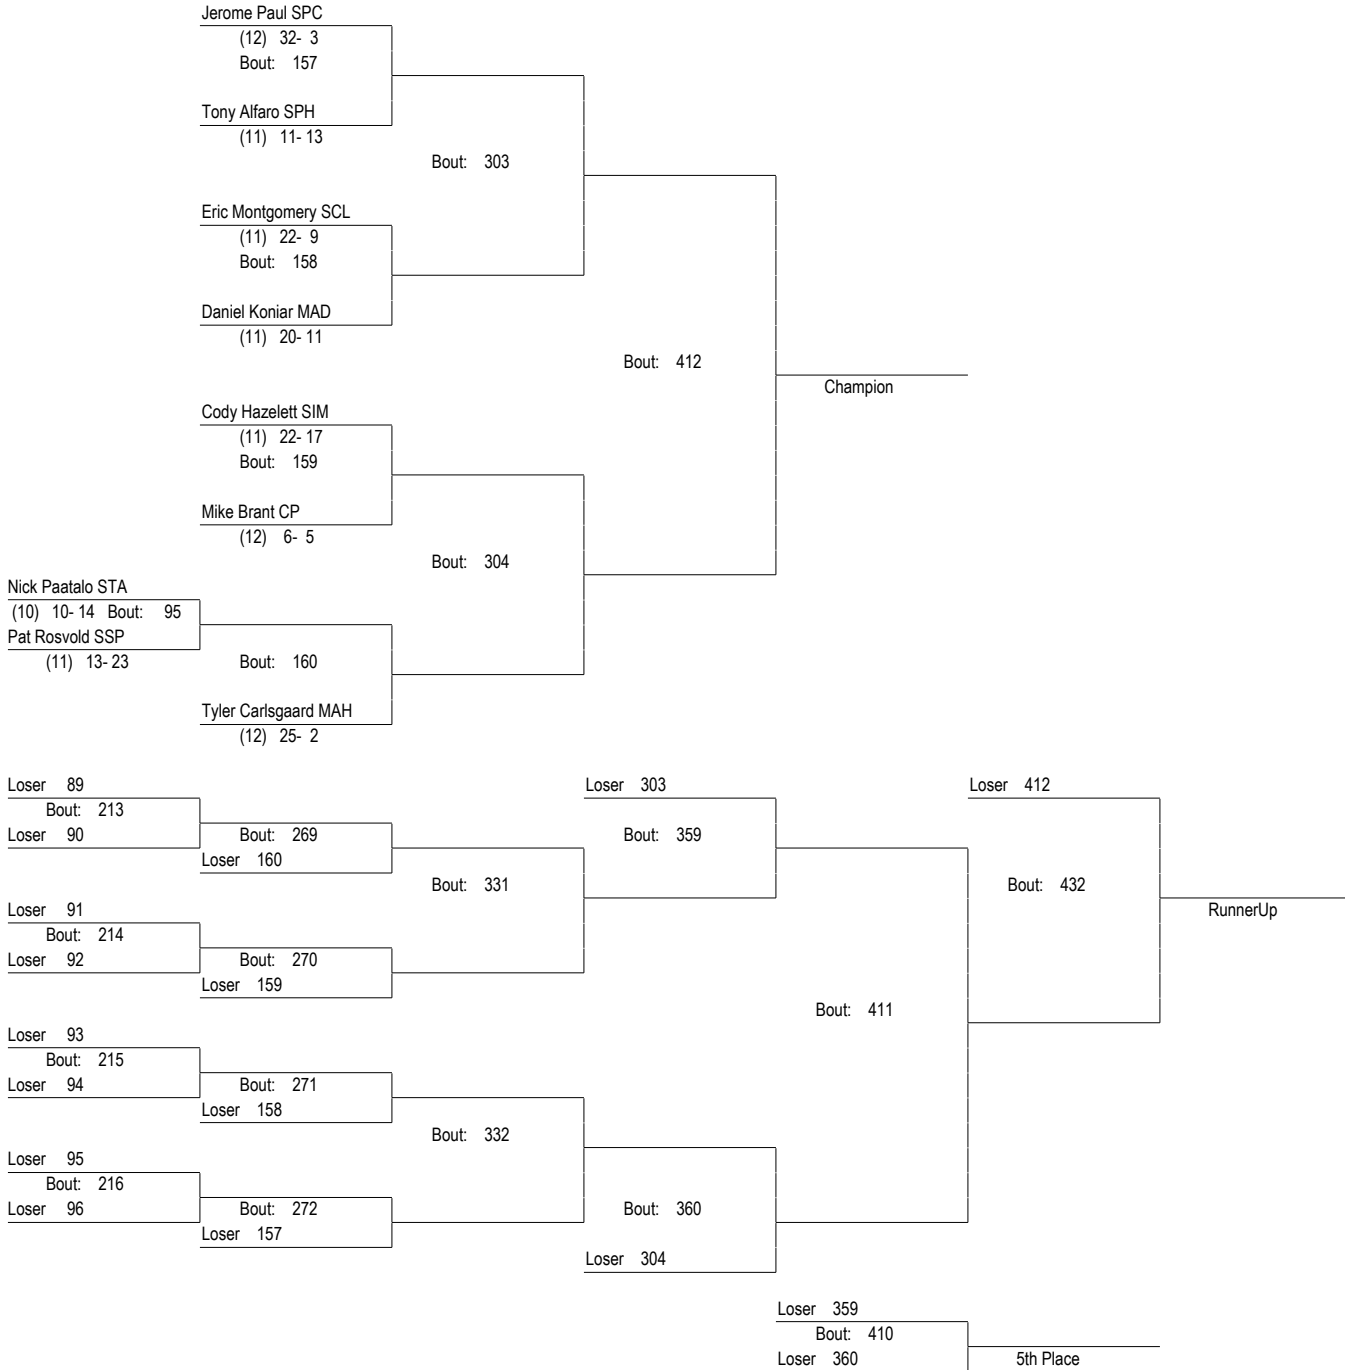 Jerome Paul SPC
(12) 32- 3
Bout: 157
Tony Alfaro SPH
(11) 11- 13
Bout: 303
Eric Montgomery SCL
(11) 22- 9
Bout: 158
Daniel Koniar MAD
(11) 20- 11
Bout: 412
Champion
Cody Hazelett SIM
(11) 22- 17
Bout: 159
Mike Brant CP
(12) 6- 5
Bout: 304
Nick Paatalo STA
(10) 10- 14 Bout: 95
Pat Rosvold SSP
(11) 13- 23
Bout: 160
Tyler Carlsgaard MAH
(12) 25- 2
Loser 89
Bout: 213
Loser 90
Bout: 269
Loser 160
Bout: 331
Loser 303
Bout: 359
Loser 412
Bout: 432
RunnerUp
Loser 91
Bout: 214
Loser 92
Bout: 270
Loser 159
Bout: 411
Loser 93
Bout: 215
Loser 94
Bout: 271
Loser 158
Bout: 332
Loser 95
Bout: 216
Loser 96
Bout: 272
Loser 157
Bout: 360
Loser 304
Loser 359
Bout: 410
Loser 360
5th Place